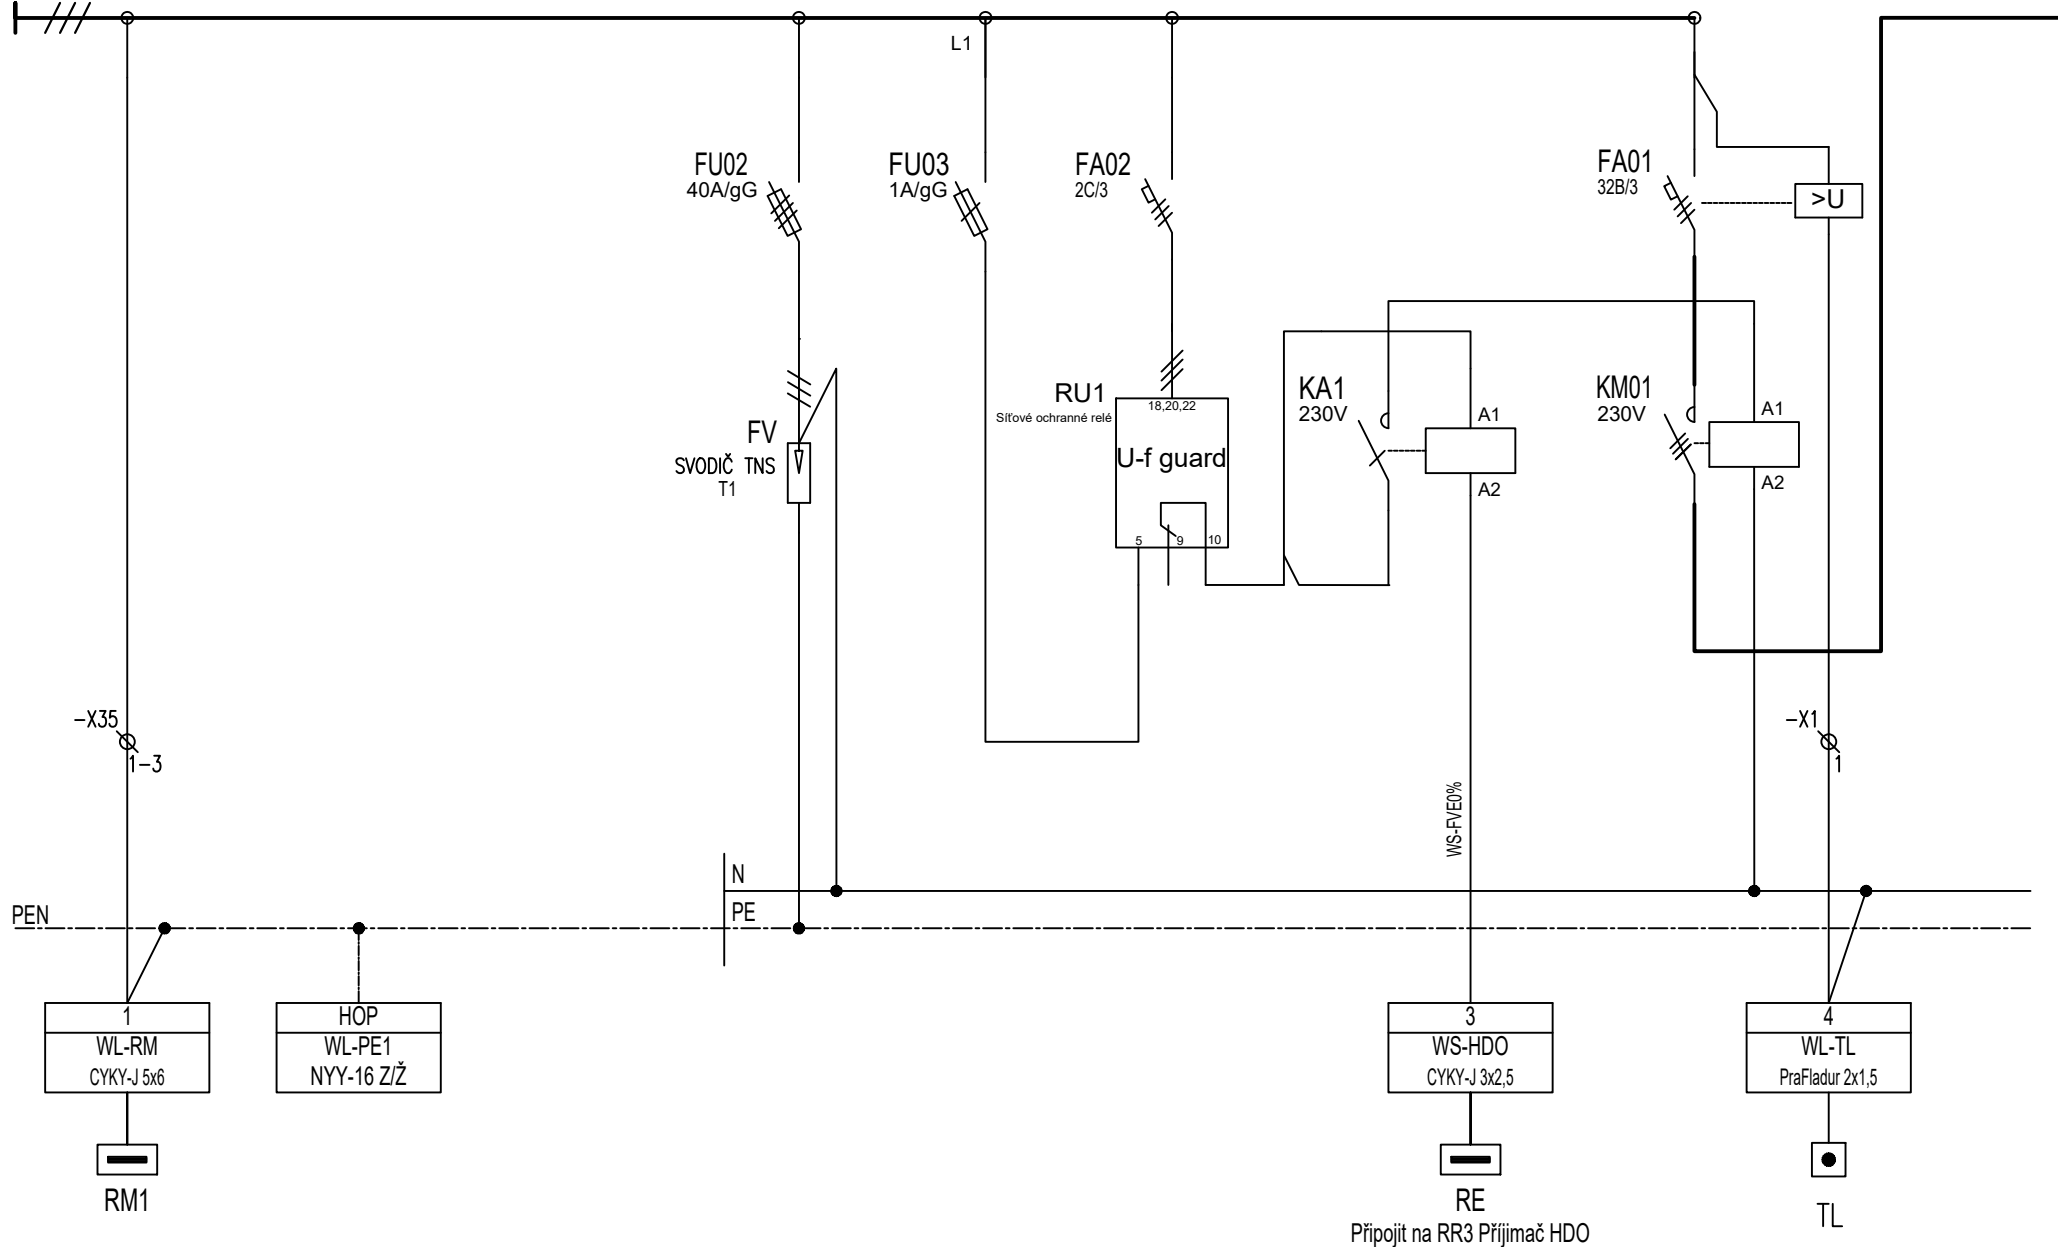 L1
FU02
40A/gG
FU03
1A/gG
FA02
2C/3
FA01
32B/3
>U
RU1
Síťové ochranné relé
18,20,22
U-f guard
5
9
10
KA1
230V
A1
A2
KM01
230V
A1
A2
FV
SVODIČ TNS
T1
-X35
1-3
-X1
1
WS-FVE0%
N
PE
PEN
1
WL-RM
CYKY-J 5x6
RM1
HOP
WL-PE1
NYY-16 Z/Ž
3
WS-HDO
CYKY-J 3x2,5
RE
Připojit na RR3 Příjimač HDO
4
WL-TL
PraFladur 2x1,5
TL